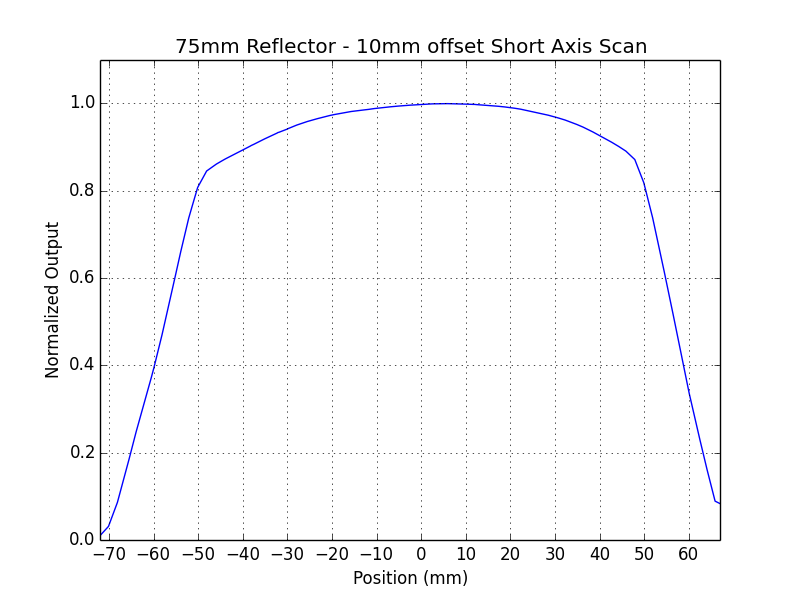 75mm Reflector - 10mm offset Short Axis Scan
1.0
0.8
0.6
0.4
0.2
0.0
Normalized Output
−70 −60 −50 −40 −30 −20 −10 0 10 20 30 40 50 60
Position (mm)